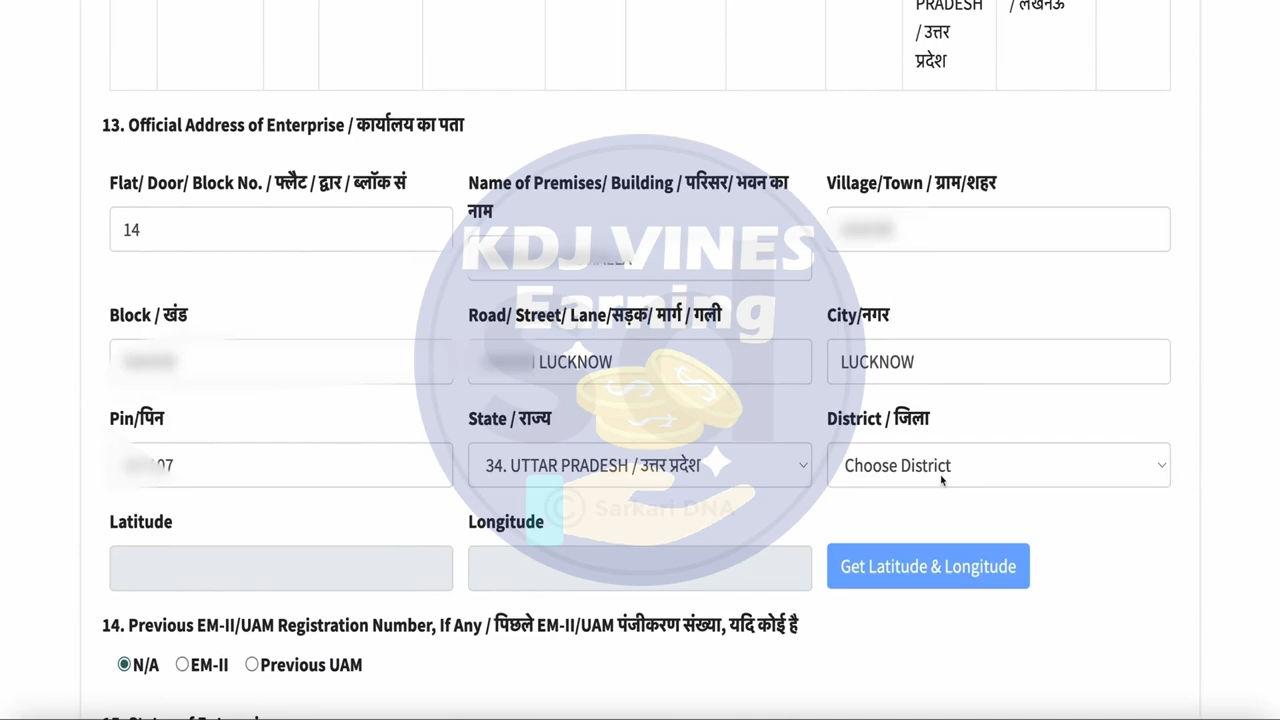 PRADESH
/ उत्तर
प्रदेश
/ लखनऊ
13. Official Address of Enterprise / कार्यालय का पता
Flat/ Door/ Block No. / फ्लैट / द्वार / ब्लॉक सं
Name of Premises/ Building / परिसर/ भवन का
नाम
Village/Town / ग्राम/शहर
14
KDJ VINES
Earning
Block / खंड
Road/ Street/ Lane/सड़क/ मार्ग / गली
City/नगर
LUCKNOW
LUCKNOW
Pin/पिन
State / राज्य
District / जिला
07
34. UTTAR PRADESH / उत्तर प्रदेश
Choose District
© Sarkari DNA
Latitude
Longitude
Get Latitude & Longitude
14. Previous EM-II/UAM Registration Number, If Any / पिछले EM-II/UAM पंजीकरण संख्या, यदि कोई है
N/A
EM-II
Previous UAM